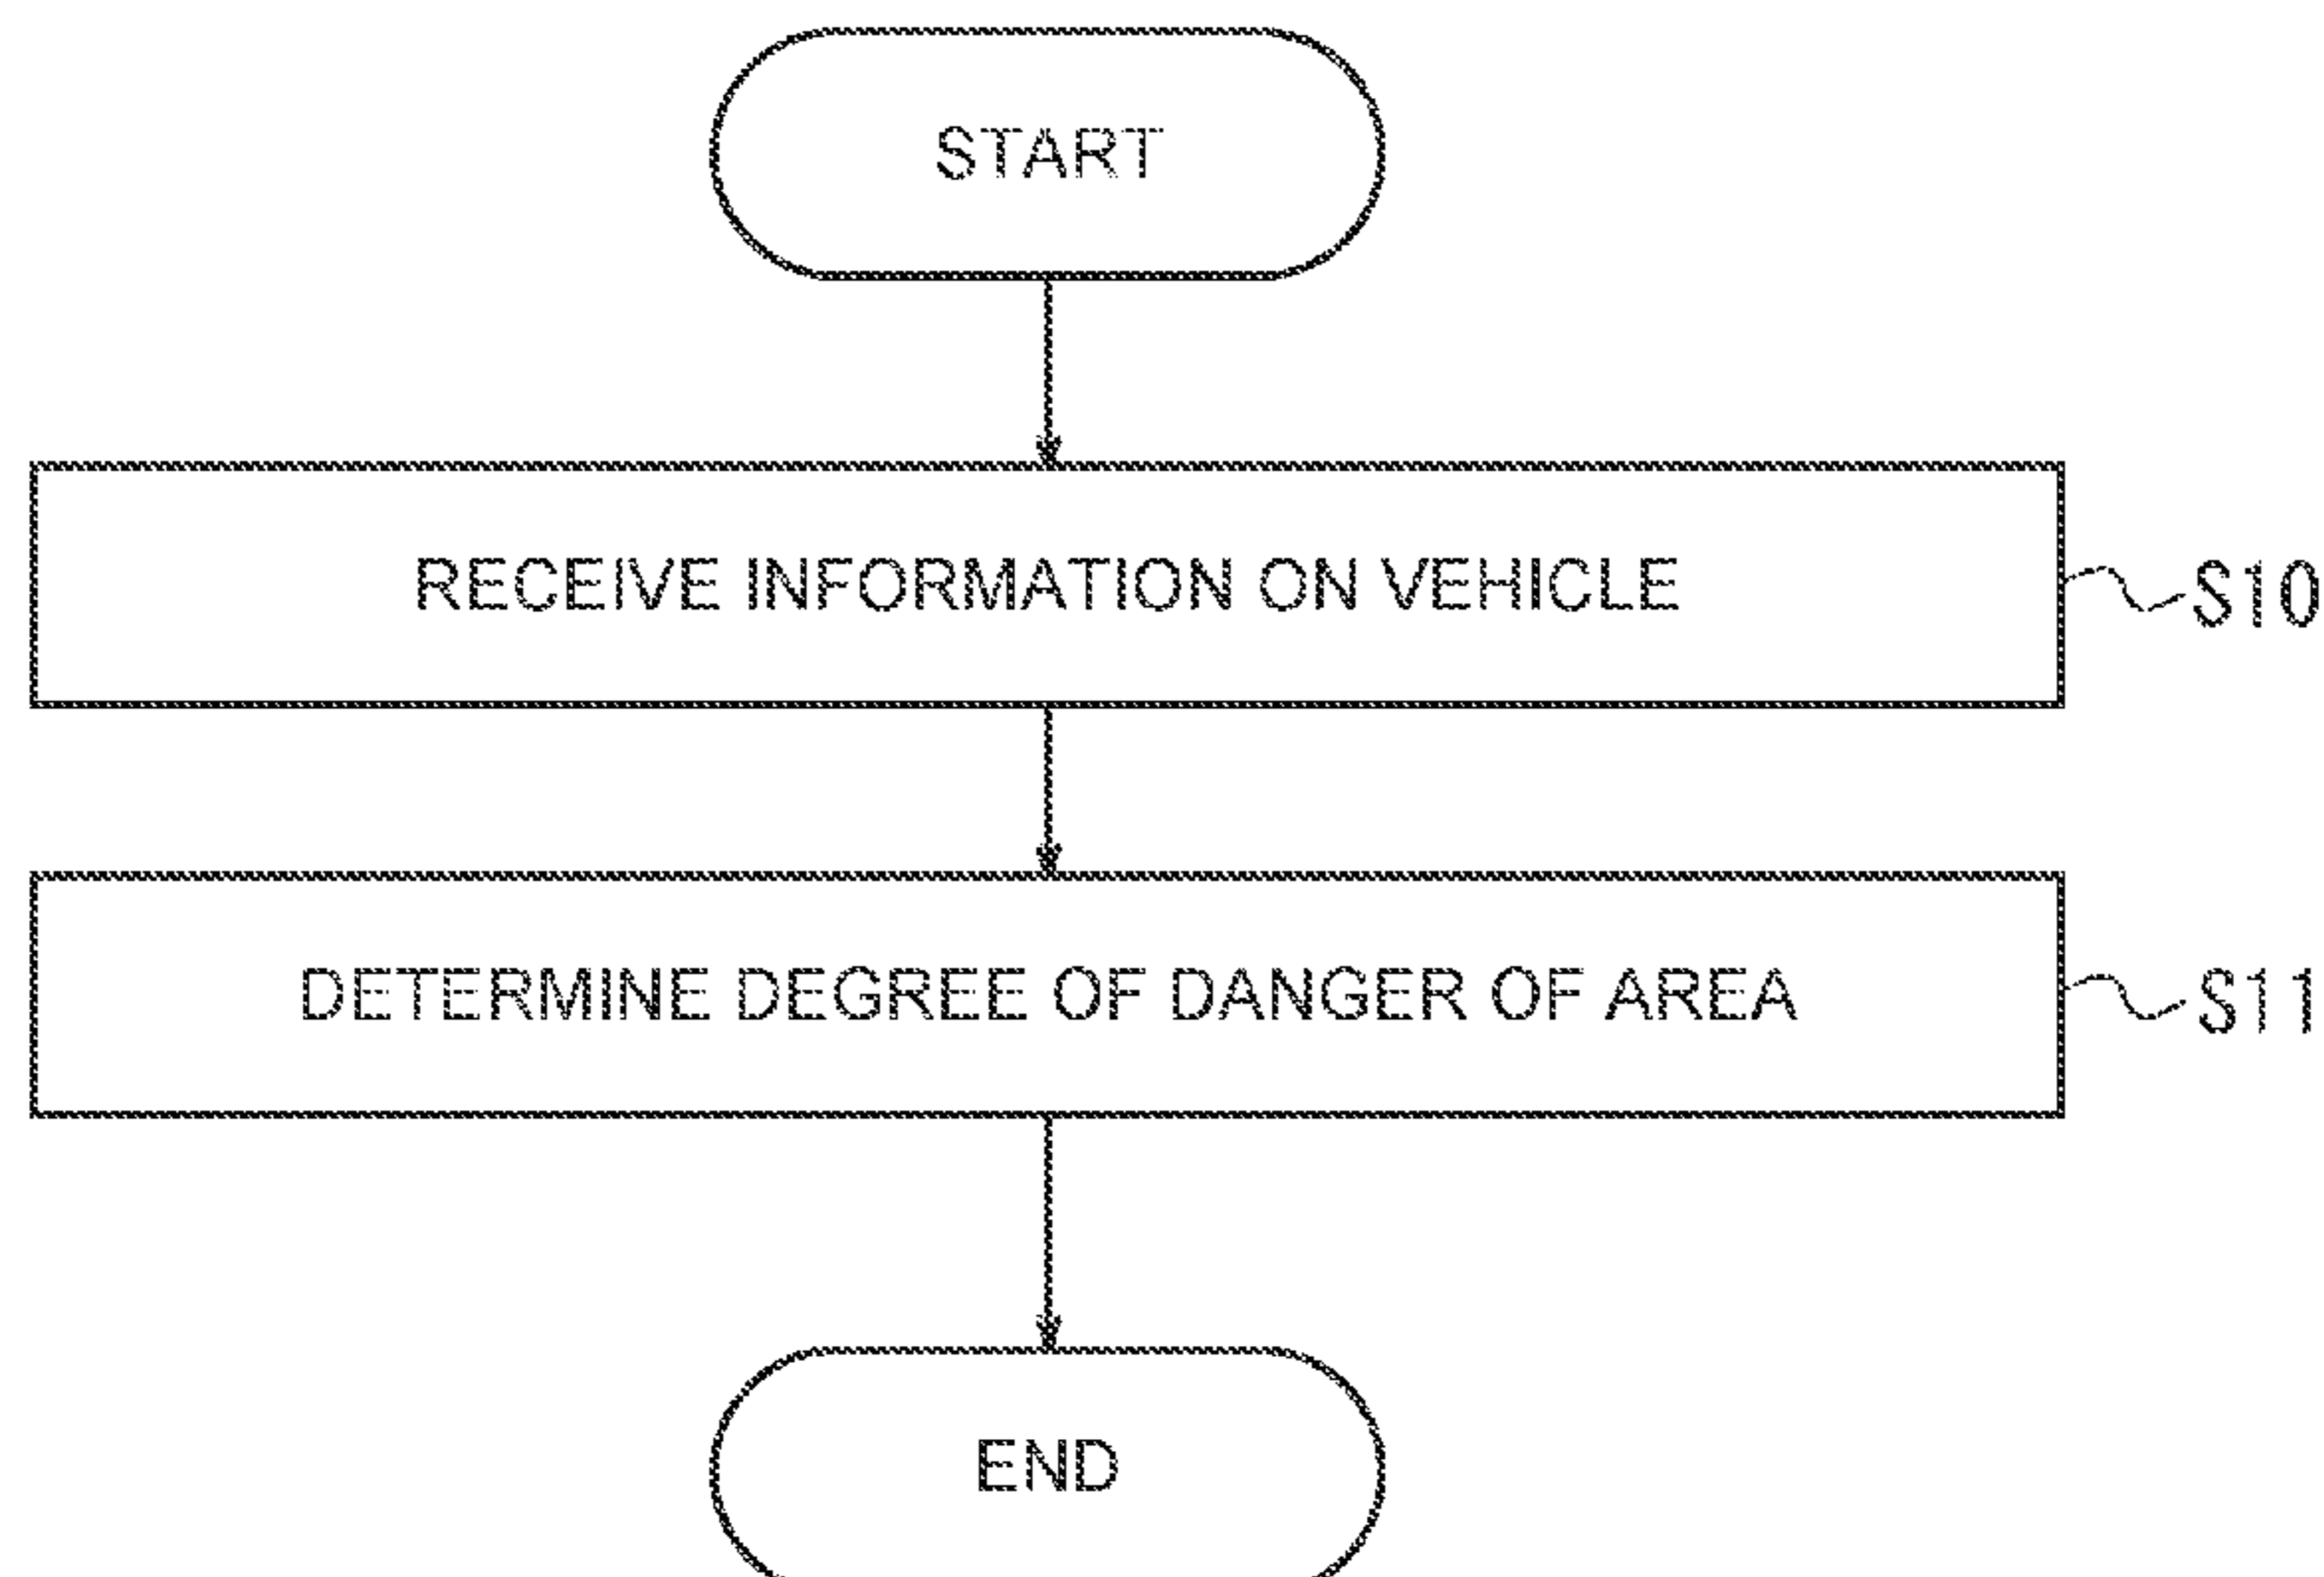 START
RECEIVE INFORMATION ON VEHICLE
S10
DETERMINE DEGREE OF DANGER OF AREA
S11
END